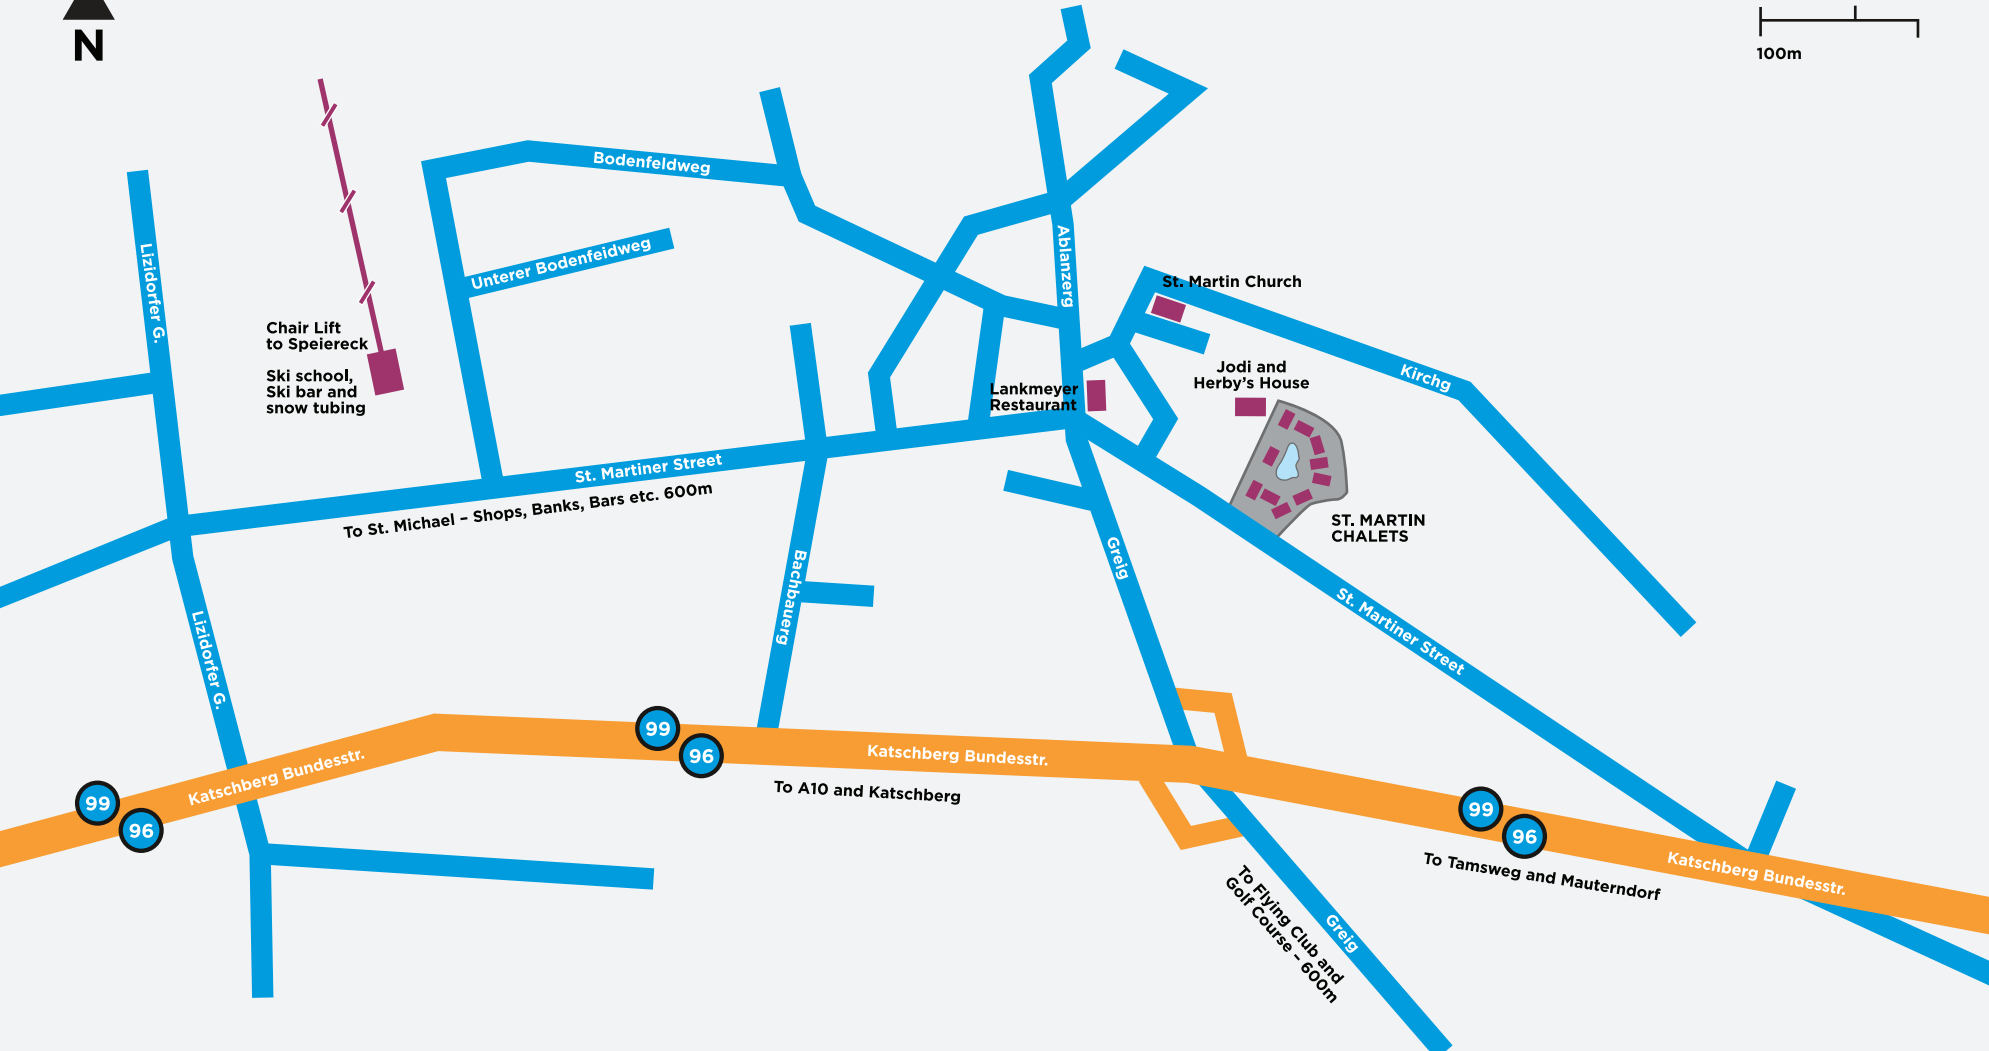 N
100m
Bodenfeldweg
Unterer Bodenfeidweg
Lizidorfer G.
Ablanzerg
St. Martin Church
Chair Lift
to Speiereck
Ski school,
Ski bar and
snow tubing
Jodi and
Herby's House
Kirchg
Lankmeyer
Restaurant
St. Martiner Street
To St. Michael – Shops, Banks, Bars etc. 600m
ST. MARTIN
CHALETS
Greig
Bachbauerg
Lizidorfer G.
St. Martiner Street
99
96
Katschberg Bundesstr.
99
96
Katschberg Bundesstr.
To A10 and Katschberg
99
96
Katschberg Bundesstr.
To Tamsweg and Mauterndorf
To Flying Club and
Golf Course – 600m
Greig